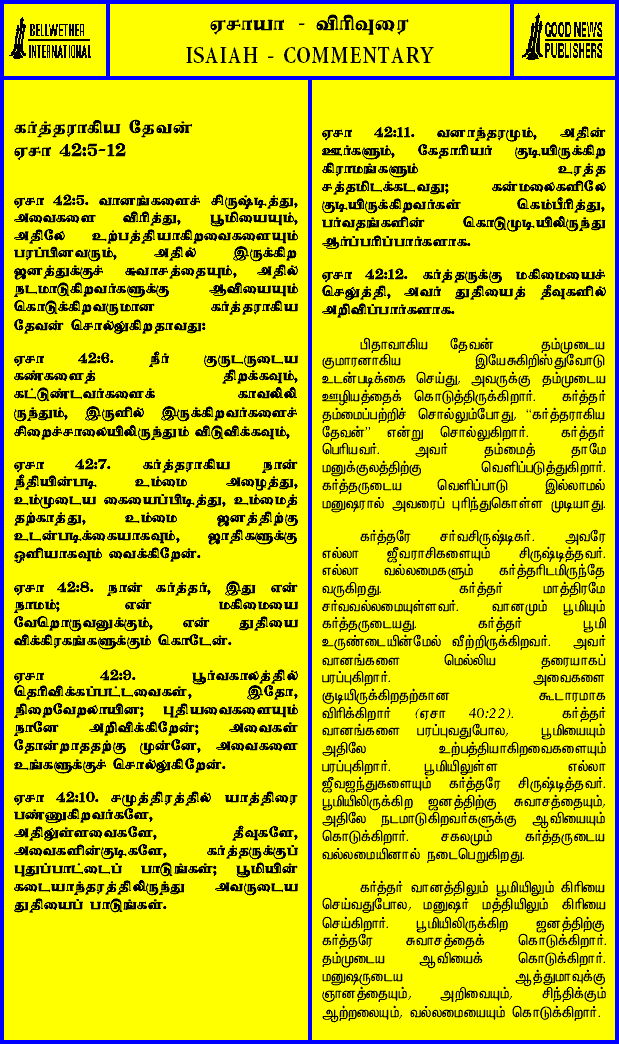 BELLWETHER
INTERNATIONAL
ஏசாயா - விரிவுரை
ISAIAH - COMMENTARY
GOOD NEWS
PUBLISHERS
கர்த்தராகிய தேவன்
ஏசா 42:5-12
ஏசா 42:5. வானங்களைச் சிருஷ்டித்து,
அவைகளை விரித்து, பூமியையும்,
அதிலே உற்பத்தியாகிறவைகளையும்
பரப்பினவரும், அதில் இருக்கிற
ஜனத்துக்குச் சுவாசத்தையும், அதில்
நடமாடுகிறவர்களுக்கு ஆவியையும்
கொடுக்கிறவருமான கர்த்தராகிய
தேவன் சொல்லுகிறதாவது:
ஏசா 42:6. நீர் குருடருடைய
கண்களைத் திறக்கவும்,
கட்டுண்டவர்களைக் காவலிலி
ருந்தும், இருளில் இருக்கிறவர்களைச்
சிறைச்சாலையிலிருந்தும் விடுவிக்கவும்,
ஏசா 42:7. கர்த்தராகிய நான்
நீதியின்படி உம்மை அழைத்து,
உம்முடைய கையைப்பிடித்து, உம்மைத்
தற்காத்து, உம்மை ஜனத்திற்கு
உடன்படிக்கையாகவும், ஜாதிகளுக்கு
ஒளியாகவும் வைக்கிறேன்.
ஏசா 42:8. நான் கர்த்தர், இது என்
நாமம்; என் மகிமையை
வேறொருவனுக்கும், என் துதியை
விக்கிரகங்களுக்கும் கொடேன்.
ஏசா 42:9. பூர்வகாலத்தில்
தெரிவிக்கப்பட்டவைகள், இதோ,
நிறைவேறலாயின; புதியவைகளையும்
நானே அறிவிக்கிறேன்; அவைகள்
தோன்றாததற்கு முன்னே, அவைகளை
உங்களுக்குச் சொல்லுகிறேன்.
ஏசா 42:10. சமுத்திரத்தில் யாத்திரை
பண்ணுகிறவர்களே,
அதிலுள்ளவைகளே, தீவுகளே,
அவைகளின்குடிகளே, கர்த்தருக்குப்
புதுப்பாட்டைப் பாடுங்கள்; பூமியின்
கடையாந்தரத்திலிருந்து அவருடைய
துதியைப் பாடுங்கள்.
ஏசா 42:11. வனாந்தரமும், அதின்
ஊர்களும், கேதாரியர் குடியிருக்கிற
கிராமங்களும் உரத்த
சத்தமிடக்கடவது; கன்மலைகளிலே
குடியிருக்கிறவர்கள் கெம்பீரித்து,
பர்வதங்களின் கொடுமுடியிலிருந்து
ஆர்ப்பரிப்பார்களாக.
ஏசா 42:12. கர்த்தருக்கு மகிமையைச்
செலுத்தி, அவர் துதியைத் தீவுகளில்
அறிவிப்பார்களாக.
பிதாவாகிய தேவன் தம்முடைய
குமாரனாகிய இயேசுகிறிஸ்துவோடு
உடன்படிக்கை செய்து, அவருக்கு தம்முடைய
ஊழியத்தைக் கொடுத்திருக்கிறார். கர்த்தர்
தம்மைப்பற்றிச் சொல்லும்போது, “கர்த்தராகிய
தேவன்” என்று சொல்லுகிறார். கர்த்தர்
பெரியவர். அவர் தம்மைத் தாமே
மனுக்குலத்திற்கு வெளிப்படுத்துகிறார்.
கர்த்தருடைய வெளிப்பாடு இல்லாமல்
மனுஷரால் அவரைப் புரிந்துகொள்ள முடியாது.
கர்த்தரே சர்வசிருஷ்டிகர். அவரே
எல்லா ஜீவராசிகளையும் சிருஷ்டித்தவர்.
எல்லா வல்லமைகளும் கர்த்தரிடமிருந்தே
வருகிறது. கர்த்தர் மாத்திரமே
சர்வவல்லமையுள்ளவர். வானமும் பூமியும்
கர்த்தருடையது. கர்த்தர் பூமி
உருண்டையின்மேல் வீற்றிருக்கிறவர். அவர்
வானங்களை மெல்லிய தரையாகப்
பரப்புகிறார். அவைகளை
குடியிருக்கிறதற்கான கூடாரமாக
விரிக்கிறார் (ஏசா 40:22). கர்த்தர்
வானங்களை பரப்புவதுபோல, பூமியையும்
அதிலே உற்பத்தியாகிறவைகளையும்
பரப்புகிறார். பூமியிலுள்ள எல்லா
ஜீவஜந்துகளையும் கர்த்தரே சிருஷ்டித்தவர்.
பூமியிலிருக்கிற ஜனத்திற்கு சுவாசத்தையும்,
அதிலே நடமாடுகிறவர்களுக்கு ஆவியையும்
கொடுக்கிறார். சகலமும் கர்த்தருடைய
வல்லமையினால் நடைபெறுகிறது.
கர்த்தர் வானத்திலும் பூமியிலும் கிரியை
செய்வதுபோல, மனுஷர் மத்தியிலும் கிரியை
செய்கிறார். பூமியிலிருக்கிற ஜனத்திற்கு
கர்த்தரே சுவாசத்தைக் கொடுக்கிறார்.
தம்முடைய ஆவியைக் கொடுக்கிறார்.
மனுஷருடைய ஆத்துமாவுக்கு
ஞானத்தையும், அறிவையும், சிந்திக்கும்
ஆற்றலையும், வல்லமையையும் கொடுக்கிறார்.